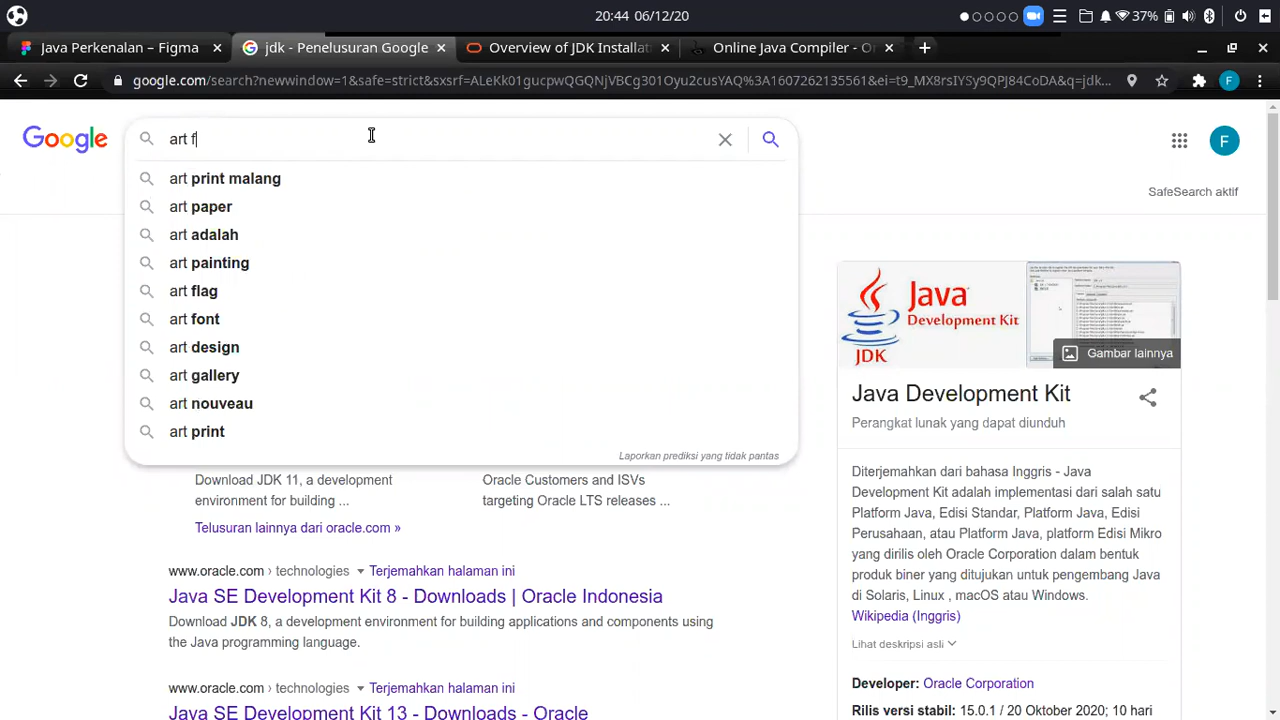 20:44 06/12/20
37%
Java Perkenalan – Figma
jdk - Penelusuran Google
Overview of JDK Installat
Online Java Compiler - Or
google.com/search?newwindow=1&safe=strict&sxsrf=ALeKk01gucpwQGQNjVBCg301Oyu2cusYAQ%3A1607262135561&ei=t9_MX8rsIYSy9QPJ84CoDA&q=jdk...
F
Google
art f
F
SafeSearch aktif
art print malang
art paper
art adalah
art painting
art flag
art font
art design
art gallery
art nouveau
art print
Laporkan prediksi yang tidak pantas
Download JDK 11, a development
environment for building ...
Oracle Customers and ISVs
targeting Oracle LTS releases ...
Telusuran lainnya dari oracle.com »
www.oracle.com › technologies Terjemahkan halaman ini
Java SE Development Kit 8 - Downloads | Oracle Indonesia
Download JDK 8, a development environment for building applications and components using
the Java programming language.
www.oracle.com › technologies Terjemahkan halaman ini
Java SE Development Kit 13 - Downloads - Oracle
Java
Development Kit
JDK
Gambar lainnya
Java Development Kit
Perangkat lunak yang dapat diunduh
Diterjemahkan dari bahasa Inggris - Java
Development Kit adalah implementasi dari salah satu
Platform Java, Edisi Standar, Platform Java, Edisi
Perusahaan, atau Platform Java, platform Edisi Mikro
yang dirilis oleh Oracle Corporation dalam bentuk
produk biner yang ditujukan untuk pengembang Java
di Solaris, Linux , macOS atau Windows.
Wikipedia (Inggris)
Lihat deskripsi asli
Developer: Oracle Corporation
Rilis versi stabil: 15.0.1 / 20 Oktober 2020; 10 hari